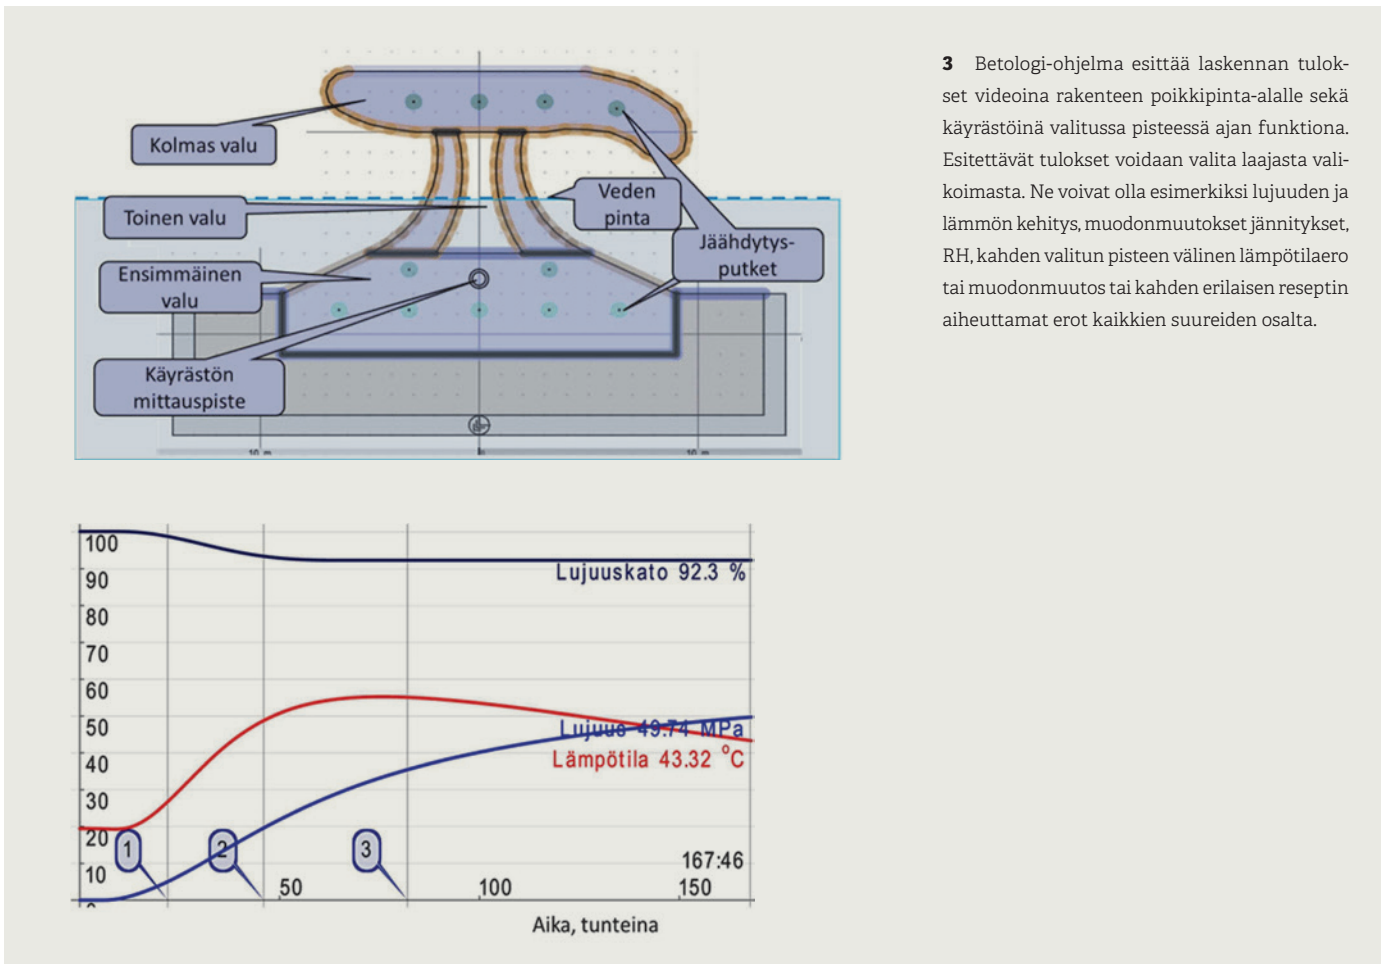 Kolmas valu
Toinen valu
Ensimmäinen
valu
Käyrästön
mittauspiste
Veden
pinta
Jäähdytys-
putket
10 m
10 m
3 Betologi-ohjelma esittää laskennan tulok-
set videoina rakenteen poikkipinta-alalle sekä
käyrästöinä valitussa pisteessä ajan funktiona.
Esitettävät tulokset voidaan valita laajasta vali-
koimasta. Ne voivat olla esimerkiksi lujuuden ja
lämmön kehitys, muodonmuutokset jännitykset,
RH, kahden valitun pisteen välinen lämpötilaero
tai muodonmuutos tai kahden erilaisen reseptin
aiheuttamat erot kaikkien suureiden osalta.
100
90
80
70
60
50
40
30
20
10
Lujuuskato 92.3 %
Lujuus 49.74 MPa
Lämpötila 43.32 °C
1
2
3
167:46
50
100
150
Aika, tunteina